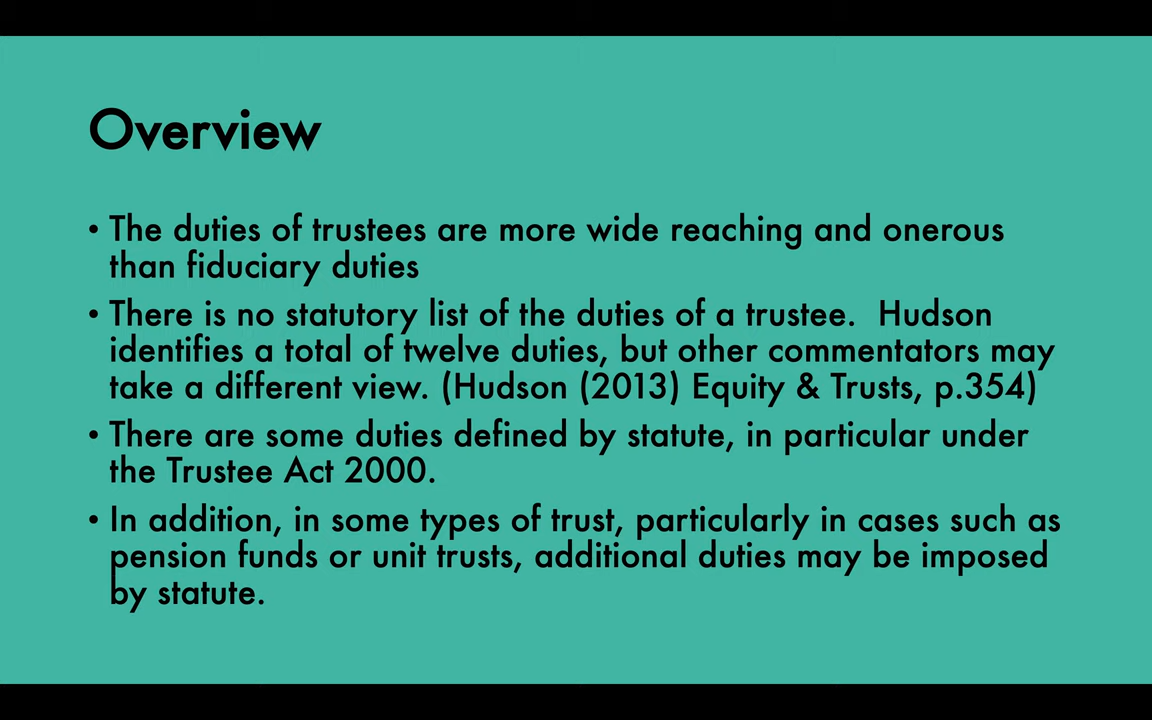 Overview
• The duties of trustees are more wide reaching and onerous
than fiduciary duties
• There is no statutory list of the duties of a trustee.  Hudson
identifies a total of twelve duties, but other commentators may
take a different view. (Hudson (2013) Equity & Trusts, p.354)
• There are some duties defined by statute, in particular under
the Trustee Act 2000.
• In addition, in some types of trust, particularly in cases such as
pension funds or unit trusts, additional duties may be imposed
by statute.